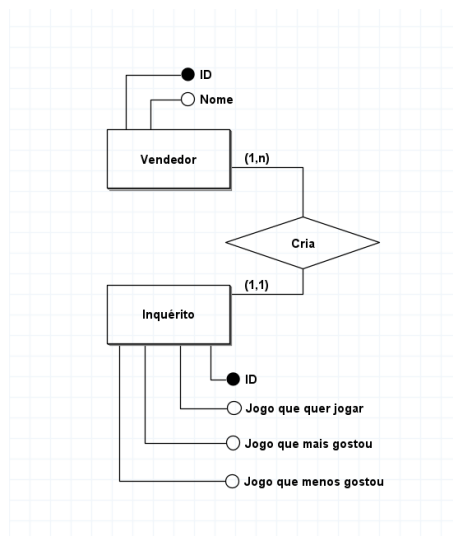 ID
Nome
Vendedor
(1,n)
Cria
(1,1)
Inquérito
ID
Jogo que quer jogar
Jogo que mais gostou
Jogo que menos gostou